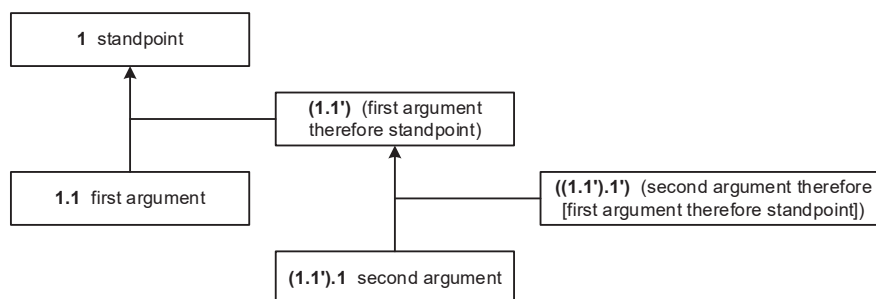 1 standpoint
(1.1') (first argument
therefore standpoint)
1.1 first argument
((1.1').1') (second argument therefore
[first argument therefore standpoint])
(1.1').1 second argument